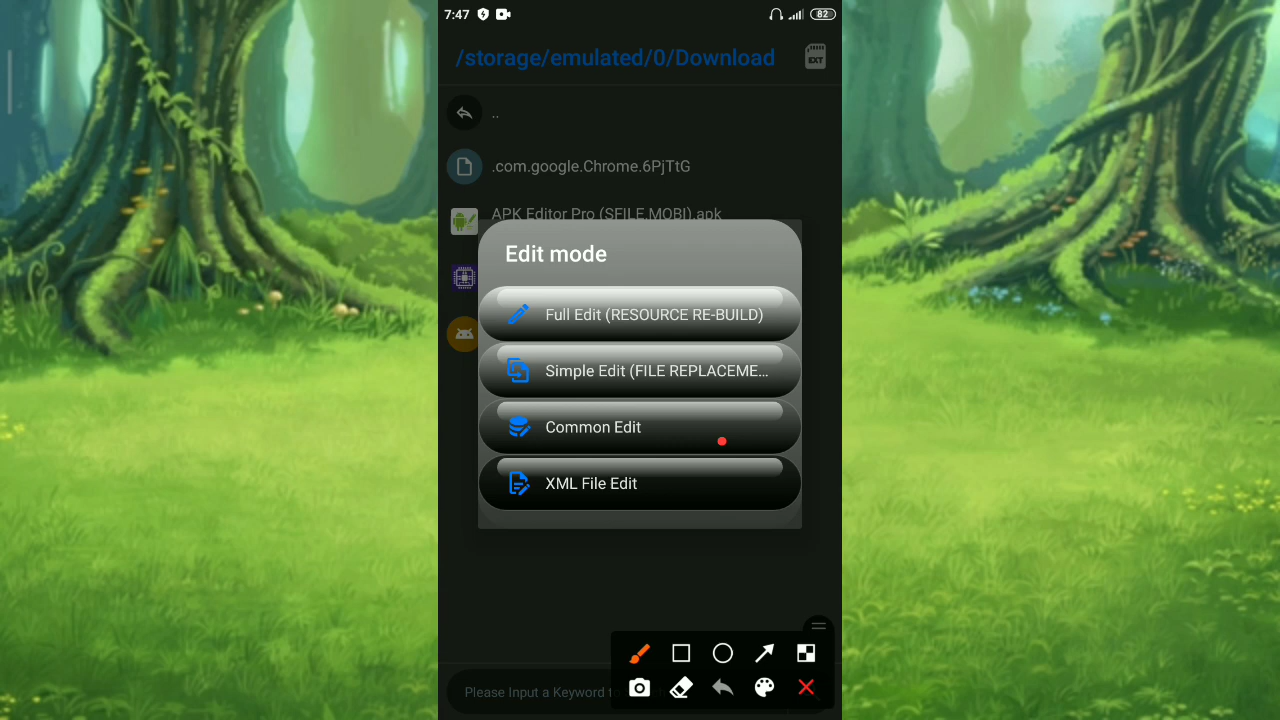 7:47
82
/storage/emulated/0/Download
EXT
..
.com.google.Chrome.6PjTtG
APK Editor Pro (SFILE.MOBI).apk
Edit mode
Full Edit (RESOURCE RE-BUILD)
Simple Edit (FILE REPLACEME...
Common Edit
XML File Edit
Please Input a Keyword